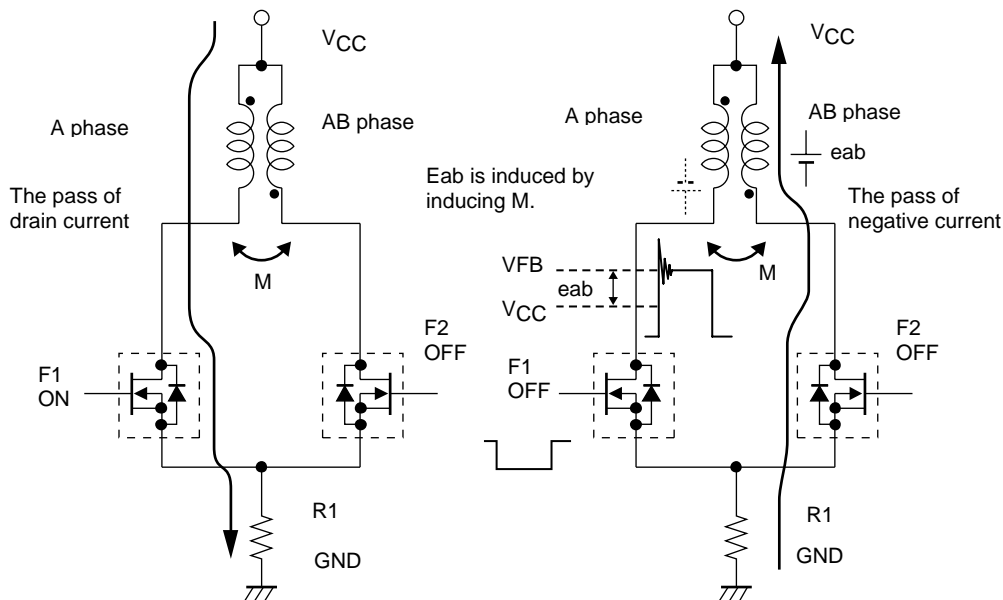 VCC
A phase
AB phase
The pass of
drain current
M
F1
ON
F2
OFF
R1
GND
VCC
A phase
AB phase
eab
Eab is induced by
inducing M.
The pass of
negative current
M
VFB
eab
VCC
F1
OFF
F2
OFF
R1
GND